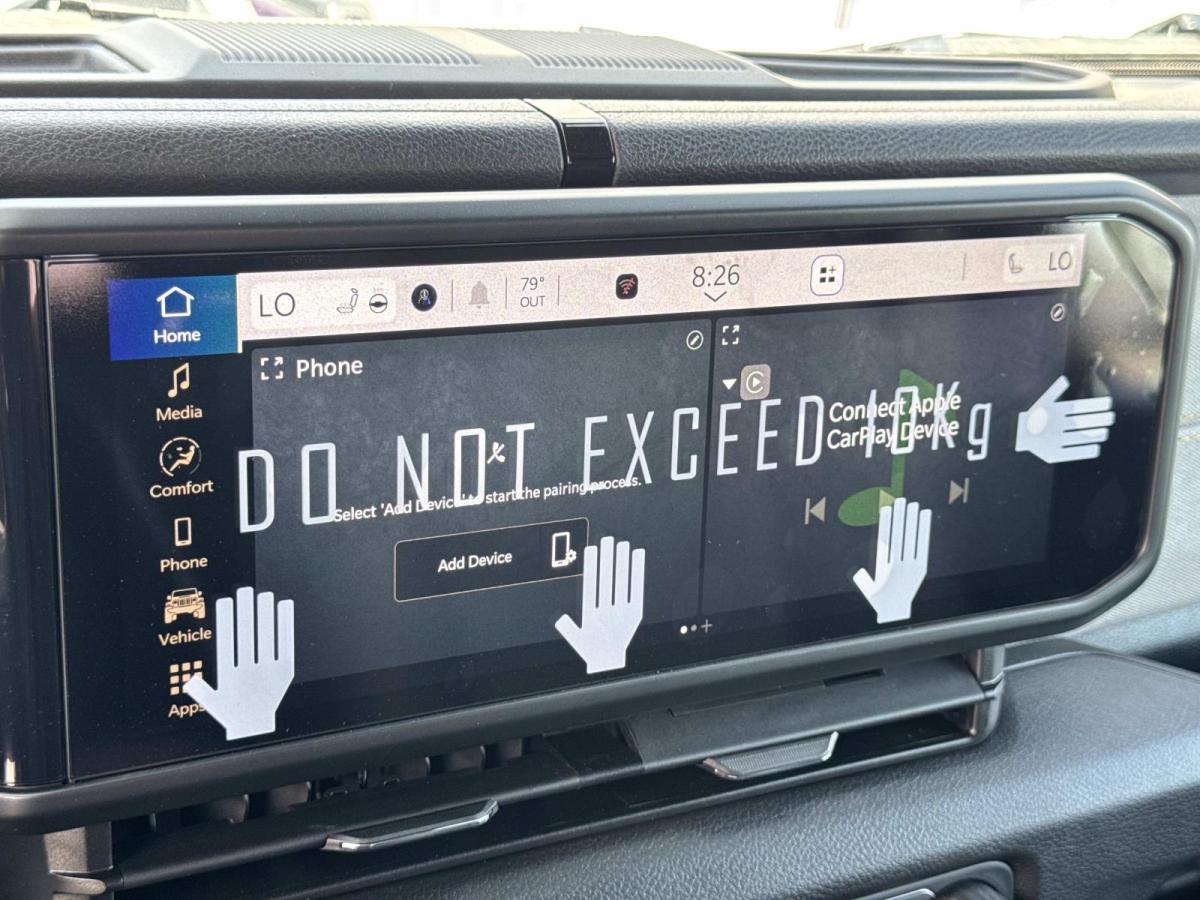 LO
79°
OUT
8:26
LO
Home
Media
Comfort
Phone
Vehicle
Apps
Phone
DO NOT EXCEED 10Kg
Select 'Add Device' to start the pairing process.
Add Device
Connect Apple
CarPlay Device